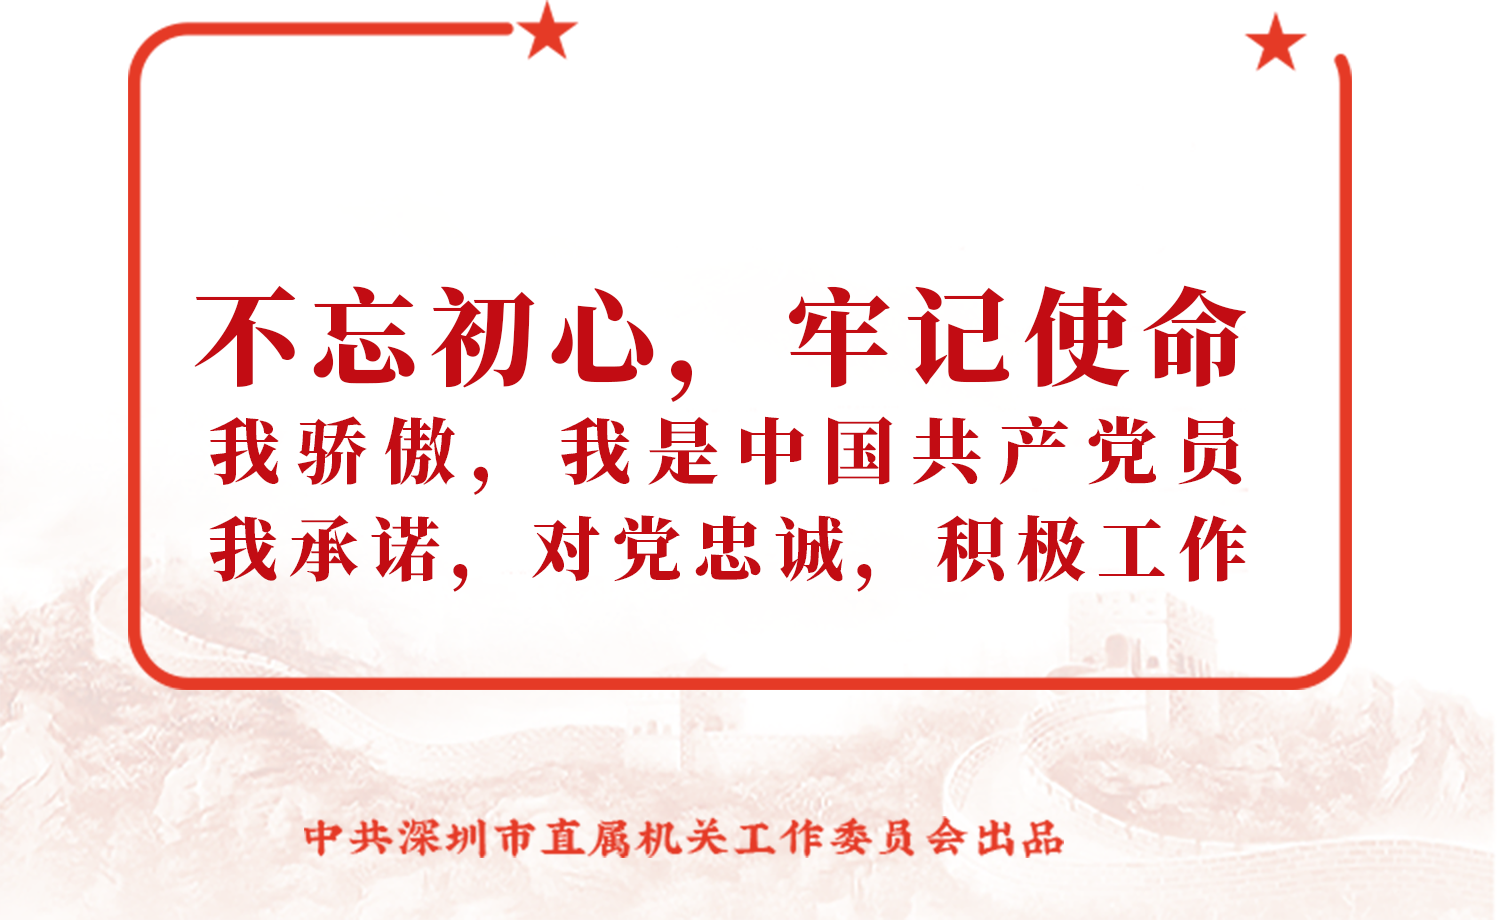 不忘初心，牢记使命
我骄傲，我是中国共产党员
我承诺，对党忠诚，积极工作
中共深圳市直属机关工作委员会出品